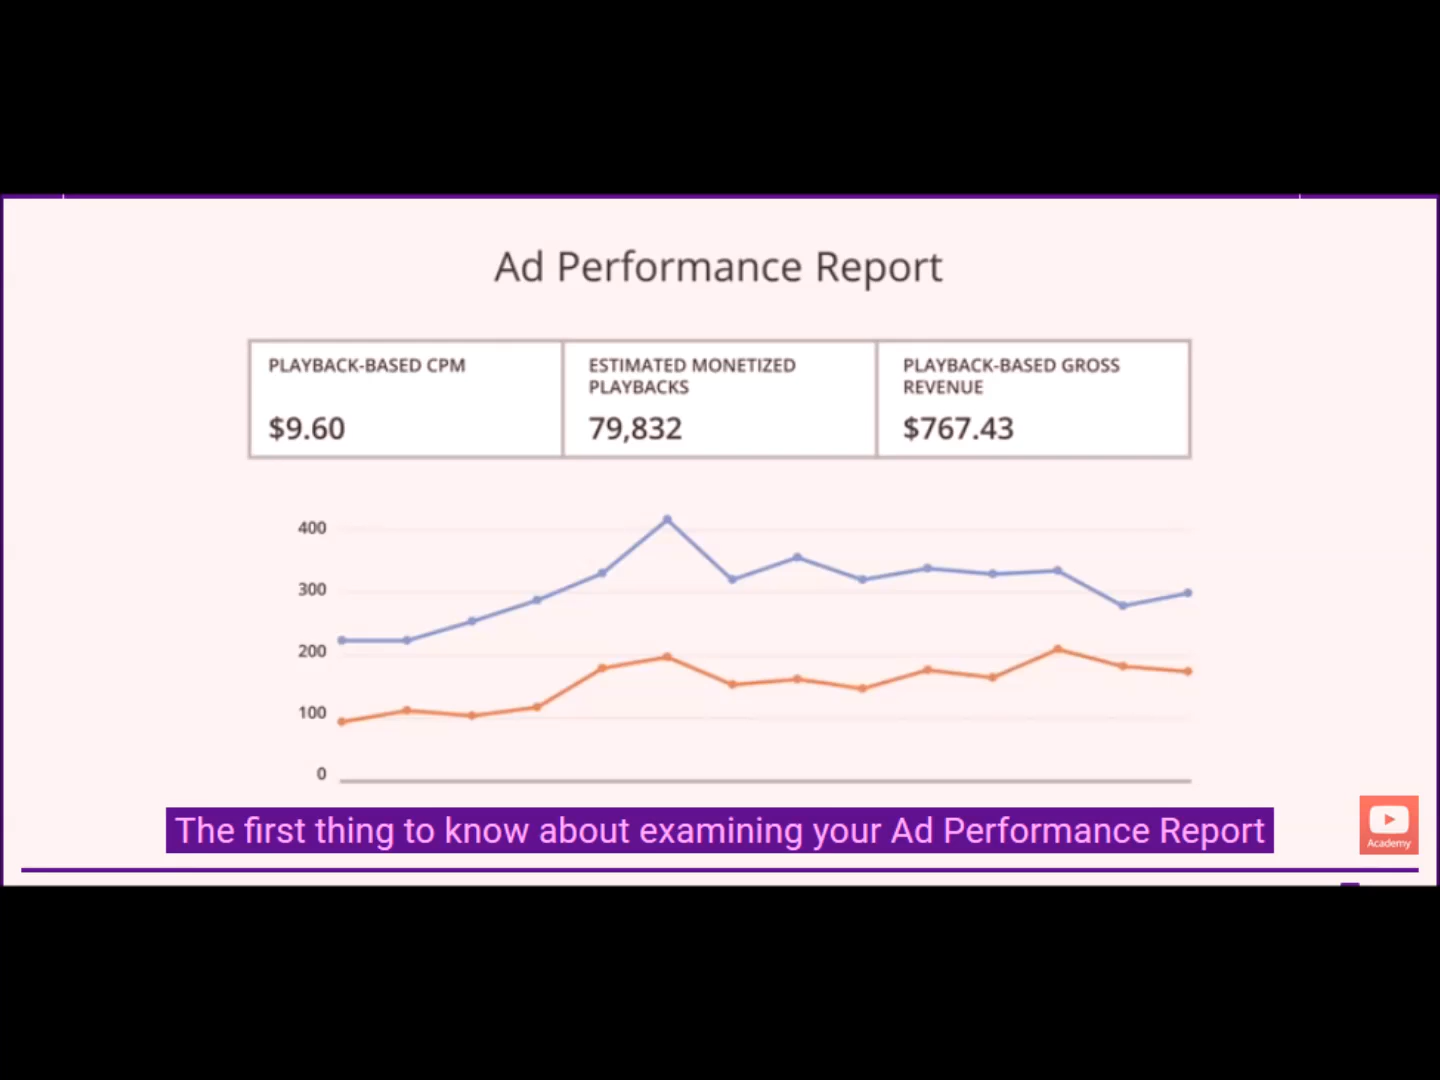 Ad Performance Report
PLAYBACK-BASED CPM
$9.60
ESTIMATED MONETIZED
PLAYBACKS
79,832
PLAYBACK-BASED GROSS
REVENUE
$767.43
400
300
200
100
0
The first thing to know about examining your Ad Performance Report
Academy